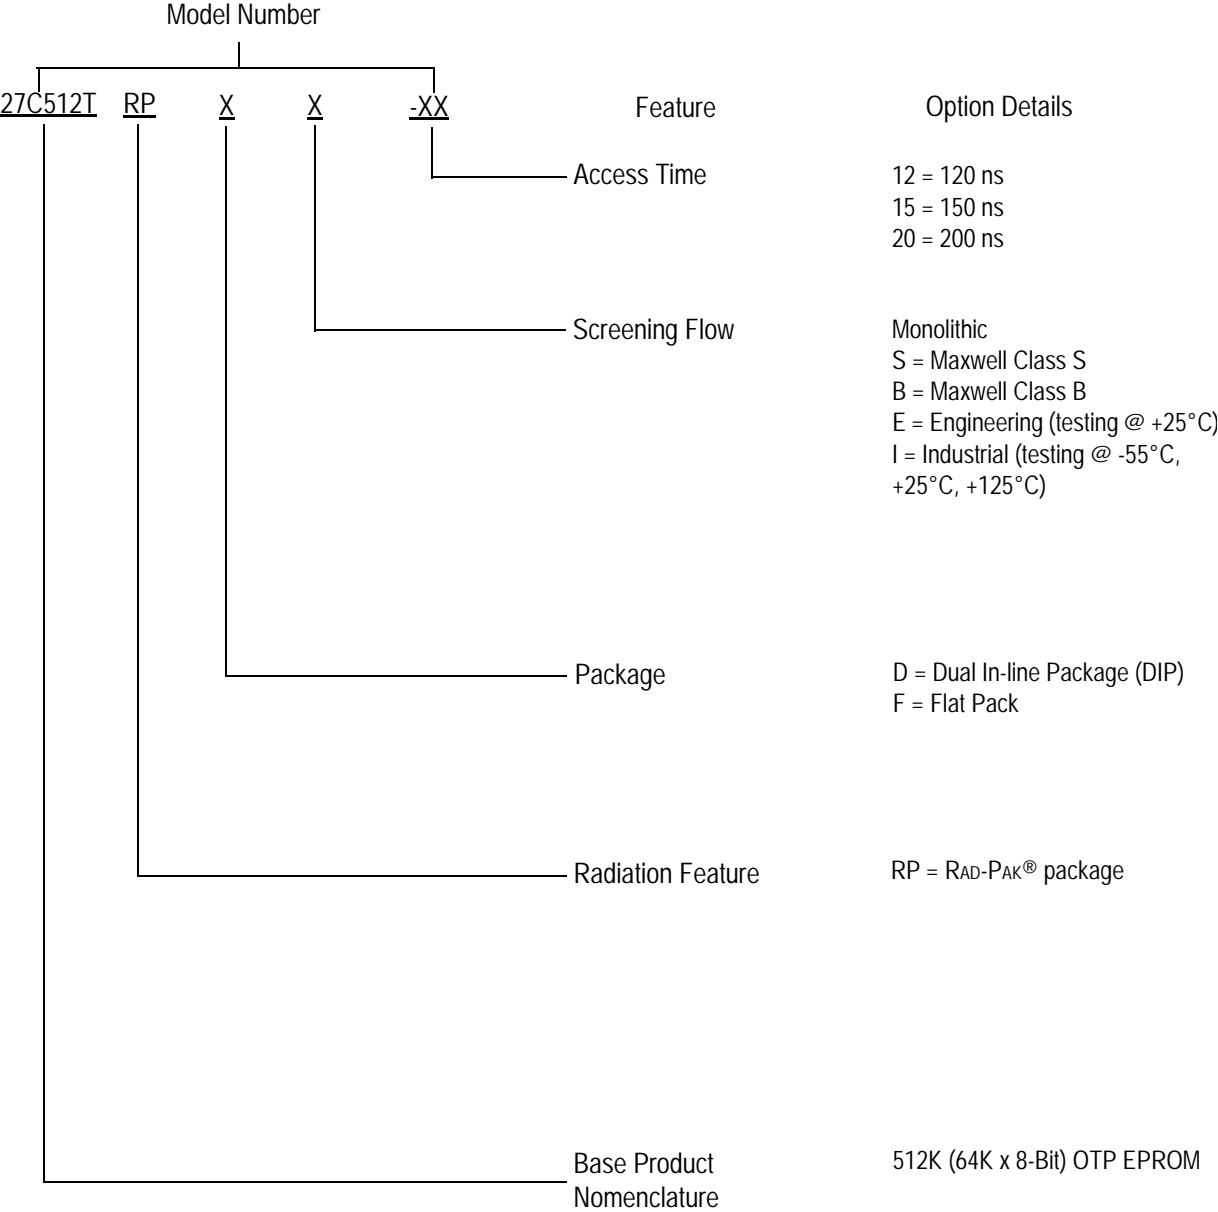 Model Number
27C512T RP X X -XX Feature Option Details
Access Time 12 = 120 ns
15 = 150 ns
20 = 200 ns
Screening Flow Monolithic
S = Maxwell Class S
B = Maxwell Class B
E = Engineering (testing @ +25°C)
I = Industrial (testing @ -55°C,
+25°C, +125°C)
Package D = Dual In-line Package (DIP)
F = Flat Pack
Radiation Feature RP = RAD-PAK® package
Base Product 512K (64K x 8-Bit) OTP EPROM
Nomenclature